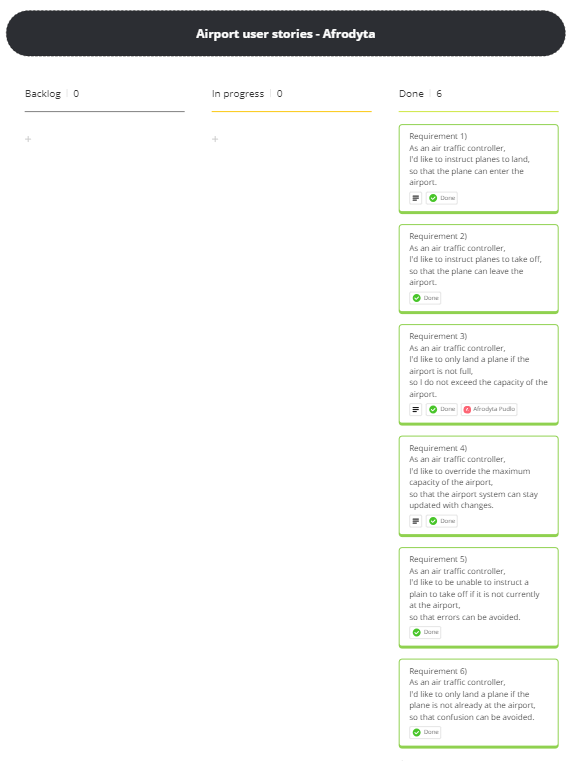 Airport user stories - Afrodyta
Backlog | 0
In progress | 0
Done | 6
+
+
Requirement 1)
As an air traffic controller,
I'd like to instruct planes to land,
so that the plane can enter the
airport.
Done
Requirement 2)
As an air traffic controller,
I'd like to instruct planes to take off,
so that the plane can leave the
airport.
Done
Requirement 3)
As an air traffic controller,
I'd like to only land a plane if the
airport is not full,
so I do not exceed the capacity of the
airport.
Done Afrodyta Pudlo
Requirement 4)
As an air traffic controller,
I'd like to override the maximum
capacity of the airport,
so that the airport system can stay
updated with changes.
Done
Requirement 5)
As an air traffic controller,
I'd like to be unable to instruct a
plain to take off if it is not currently
at the airport,
so that errors can be avoided.
Done
Requirement 6)
As an air traffic controller,
I'd like to only land a plane if the
plane is not already at the airport,
so that confusion can be avoided.
Done